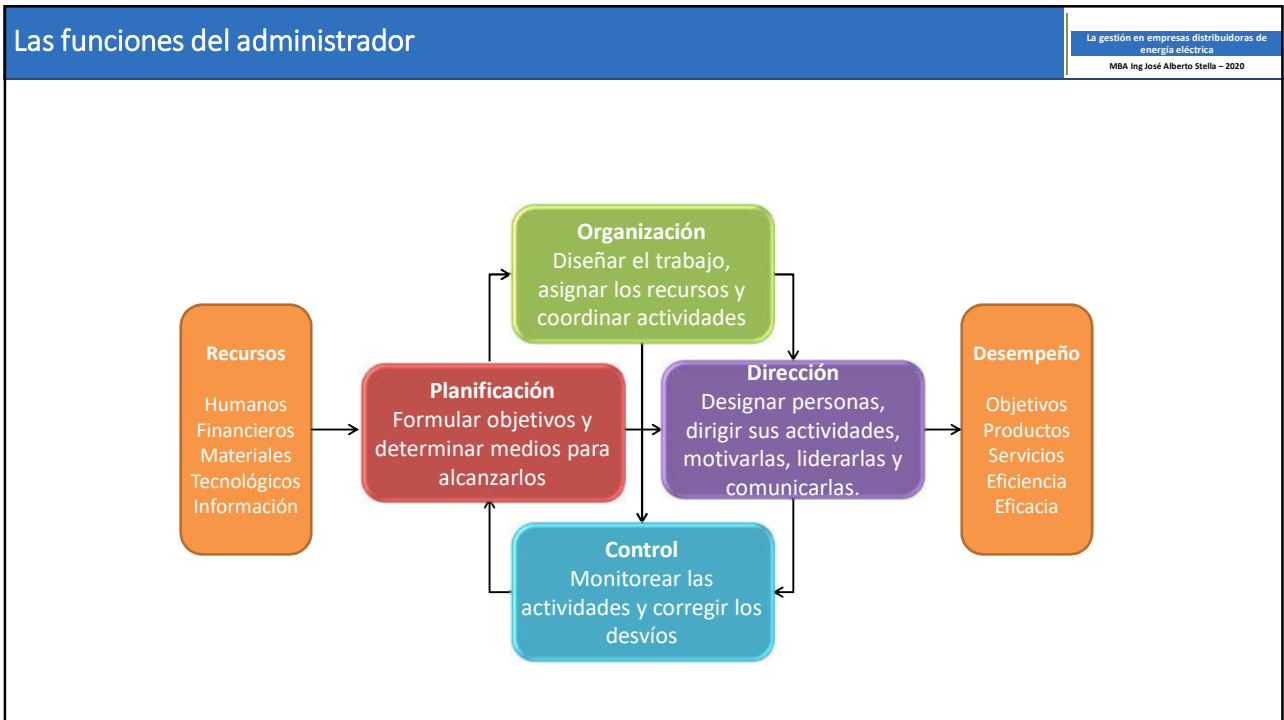 Las funciones del administrador
La gestión en empresas distribuidoras de
energía eléctrica
MBA Ing José Alberto Stella – 2020
Organización
Diseñar el trabajo,
asignar los recursos y
coordinar actividades
Recursos
Humanos
Financieros
Materiales
Tecnológicos
Información
Planificación
Formular objetivos y
determinar medios para
alcanzarlos
Dirección
Designar personas,
dirigir sus actividades,
motivarlas, liderarlas y
comunicarlas.
Desempeño
Objetivos
Productos
Servicios
Eficiencia
Eficacia
Control
Monitorear las
actividades y corregir los
desvíos